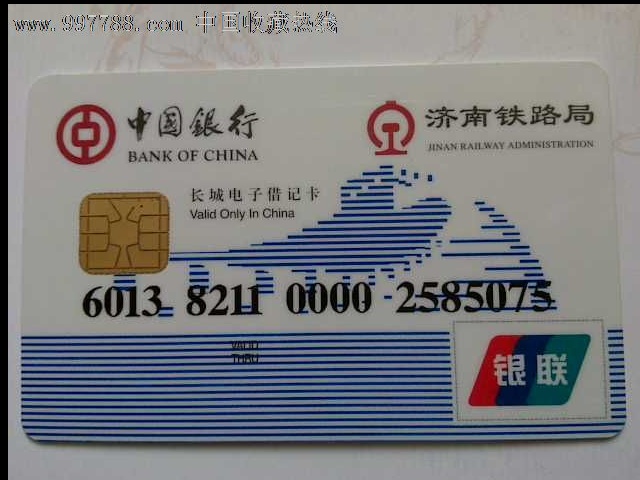 www.997788.com 中国收藏热线
中国銀行
BANK OF CHINA
济南铁路局
JINAN RAILWAY ADMINISTRATION
长城电子借记卡
Valid Only In China
6013 8211 0000 2585075
VALID
THRU
银联